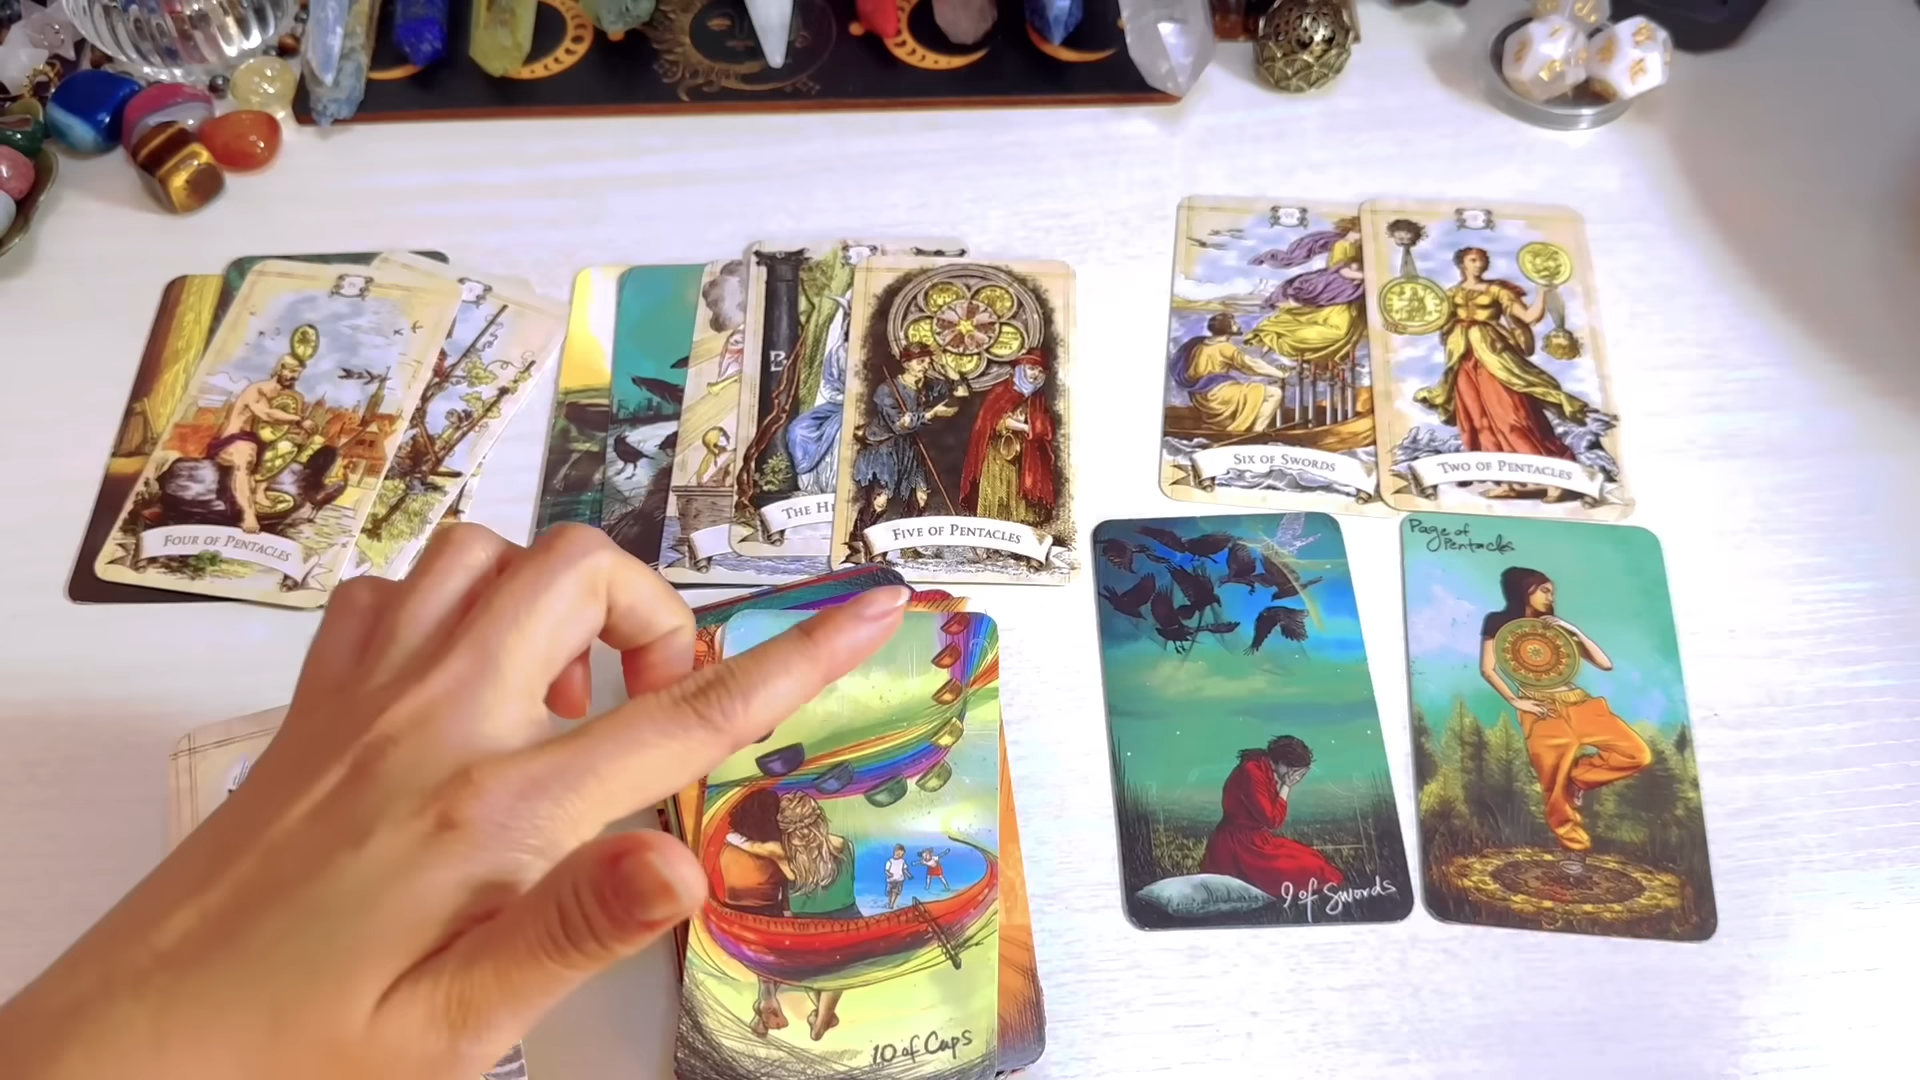 FOUR OF PENTACLES
THE
FIVE OF PENTACLES
SIX OF SWORDS
TWO OF PENTACLES
Page of
Pentacles
9 of Swords
10 of Cups